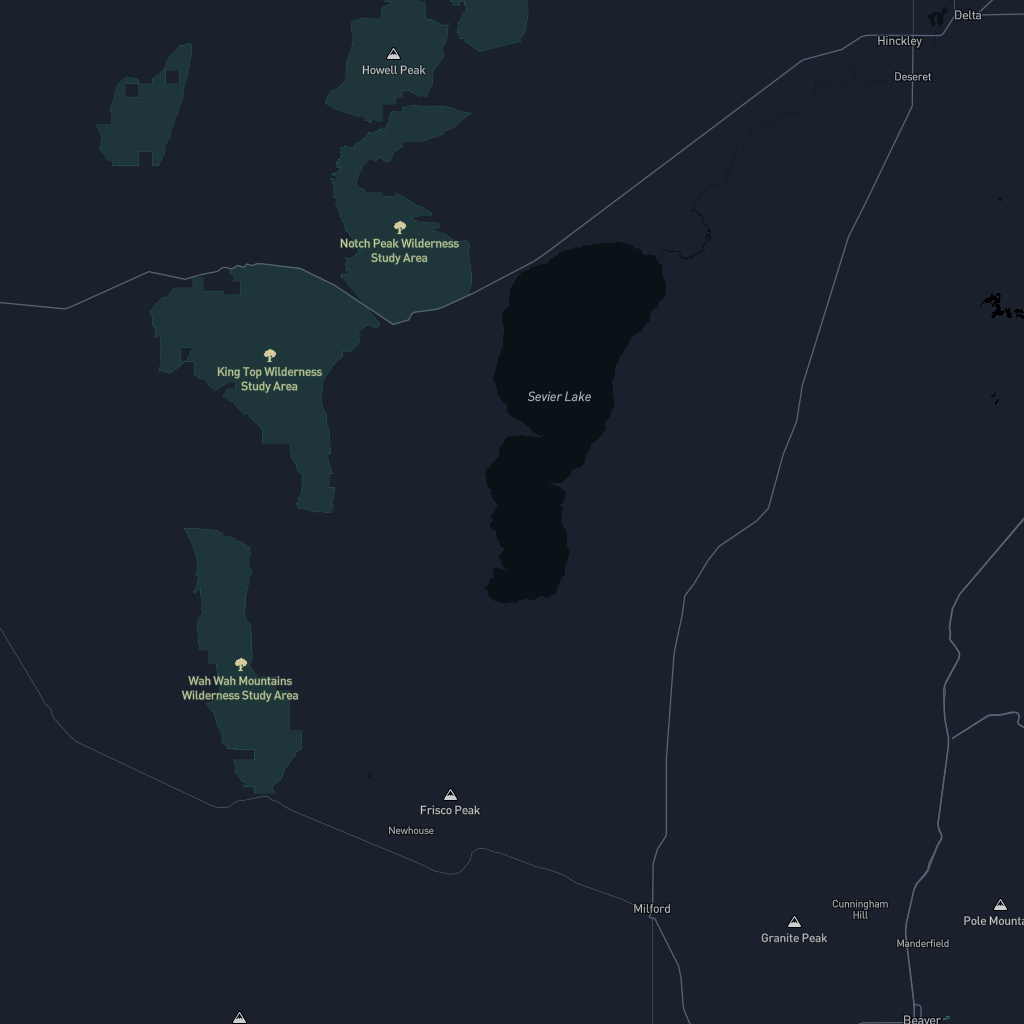 Delta
Hinckley
Howell Peak
Deseret
Notch Peak Wilderness
Study Area
King Top Wilderness
Study Area
Sevier Lake
Wah Wah Mountains
Wilderness Study Area
Frisco Peak
Newhouse
Milford
Cunningham
Hill
Pole Mounta
Granite Peak
Manderfield
Beaver